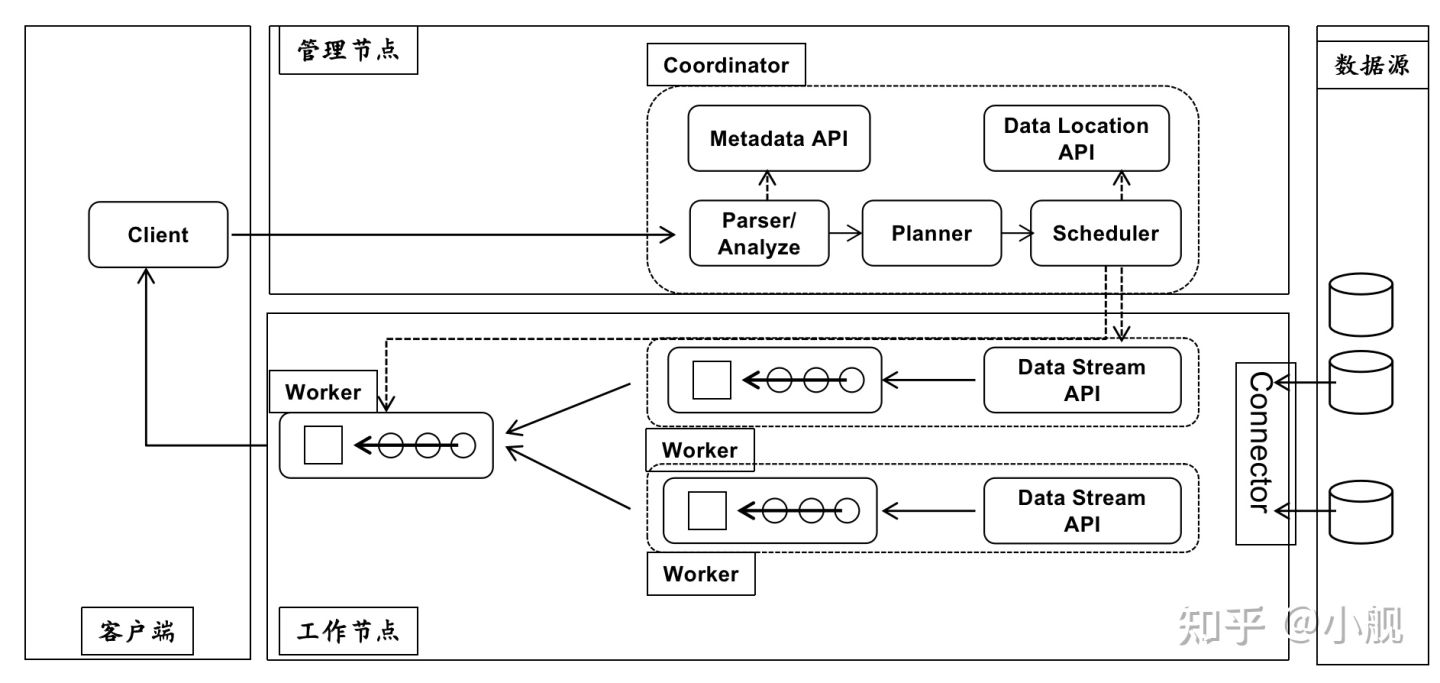 管理节点
Coordinator
数据源
Metadata API
Data Location
API
Client
Parser/
Analyze
Planner
Scheduler
Worker
Data Stream
API
Connector
Worker
Data Stream
API
Worker
客户端
工作节点
知乎 @小舰